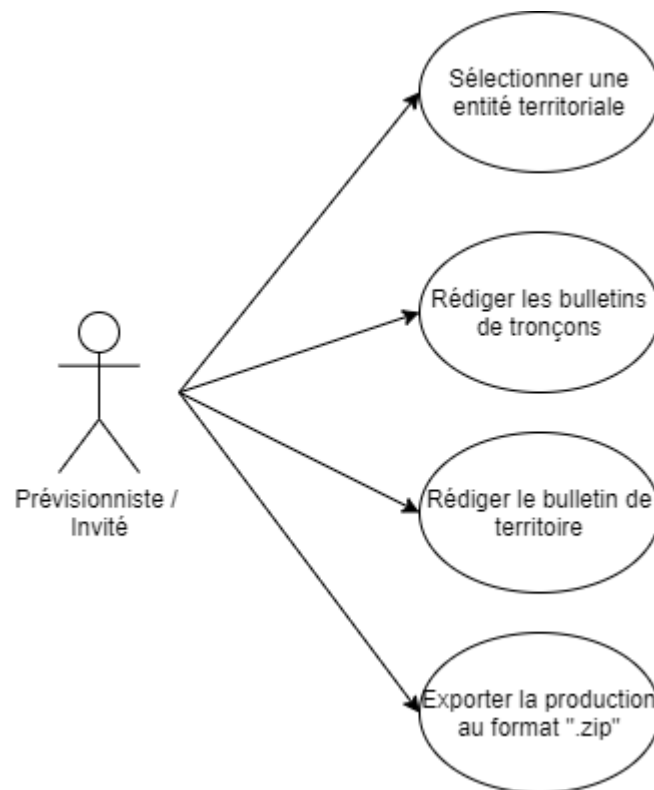 Sélectionner une
entité territoriale
Rédiger les bulletins
de tronçons
Prévisionniste /
Invité
Rédiger le bulletin de
territoire
Exporter la production
au format ".zip"